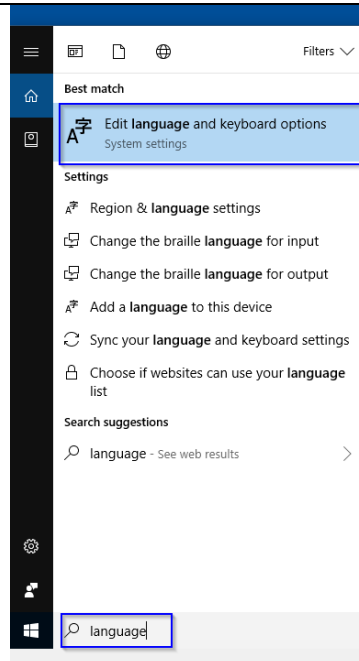 Filters
Best match
Edit language and keyboard options
System settings
Settings
Region & language settings
Change the braille language for input
Change the braille language for output
Add a language to this device
Sync your language and keyboard settings
Choose if websites can use your language
list
Search suggestions
language - See web results
language